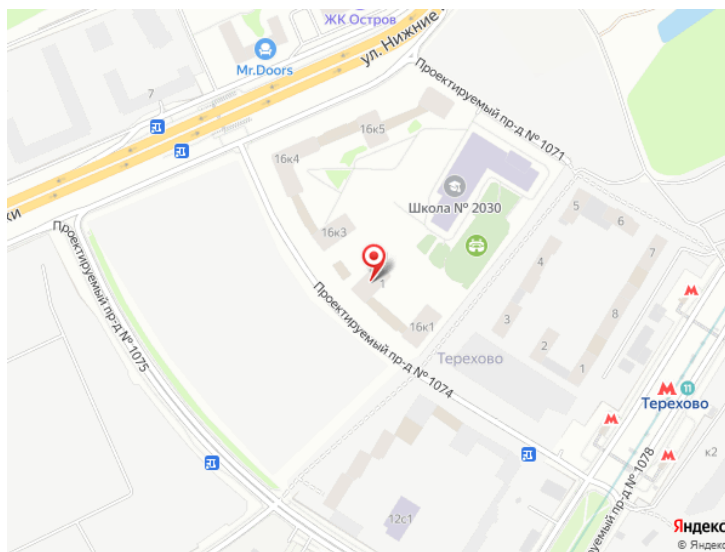 ЖК Остров
ул. Нижние
Mr.Doors
7
Проектируемый пр-д № 1071
16к5
16к4
Школа № 2030
16к3
5
6
7
4
1
3
8
16к1
2
1
Терехово
Проектируемый пр-д № 1074
Проектируемый пр-д № 1075
ки
11
Терехово
к2
12с1
руемый пр-д № 1078
Яндекс
© Яндекс